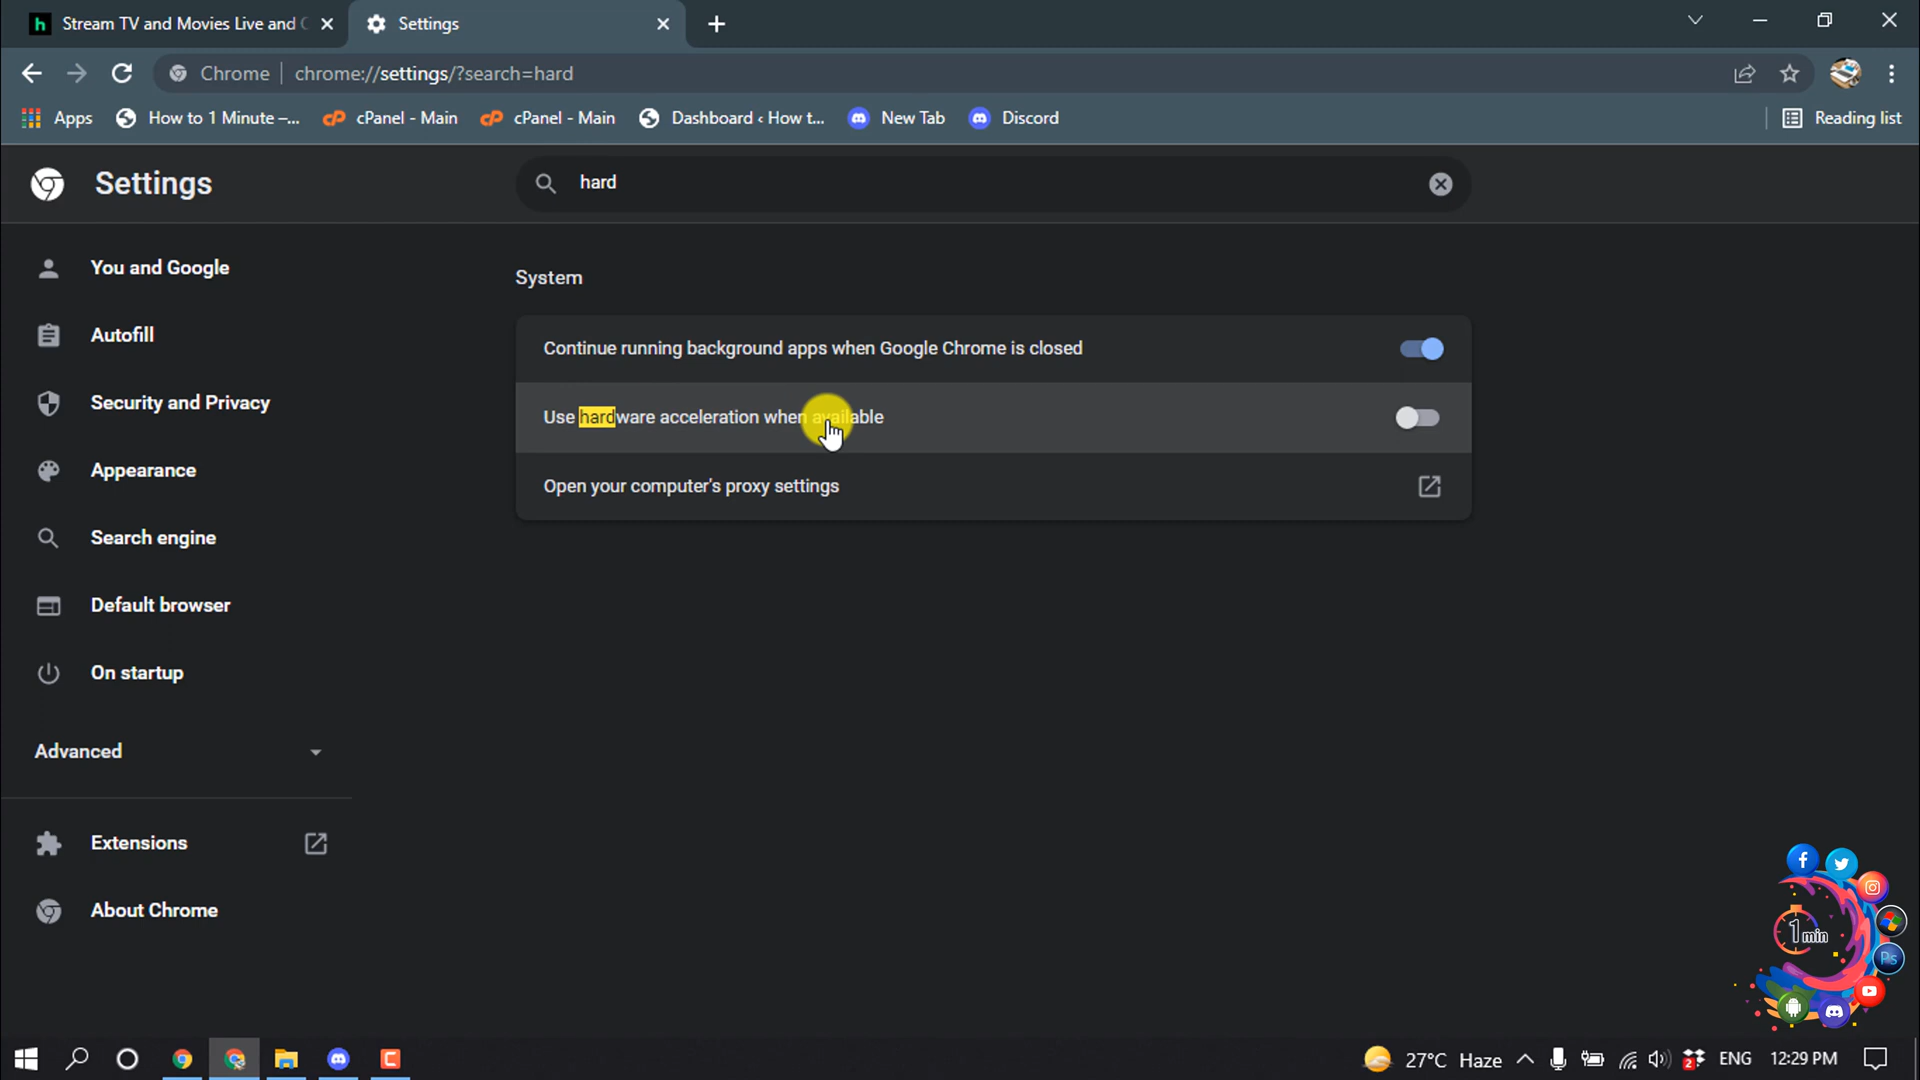 h Stream TV and Movies Live and
Settings
Chrome
chrome://settings/?search=hard
Apps
How to 1 Minute –...
cPanel - Main
cPanel - Main
Dashboard ‹ How t...
New Tab
Discord
Reading list
Settings
hard
You and Google
Autofill
Security and Privacy
Appearance
Search engine
Default browser
On startup
Advanced
Extensions
About Chrome
System
Continue running background apps when Google Chrome is closed
Use hardware acceleration when available
Open your computer's proxy settings
1 min
Ps
27°C Haze
2
ENG
12:29 PM